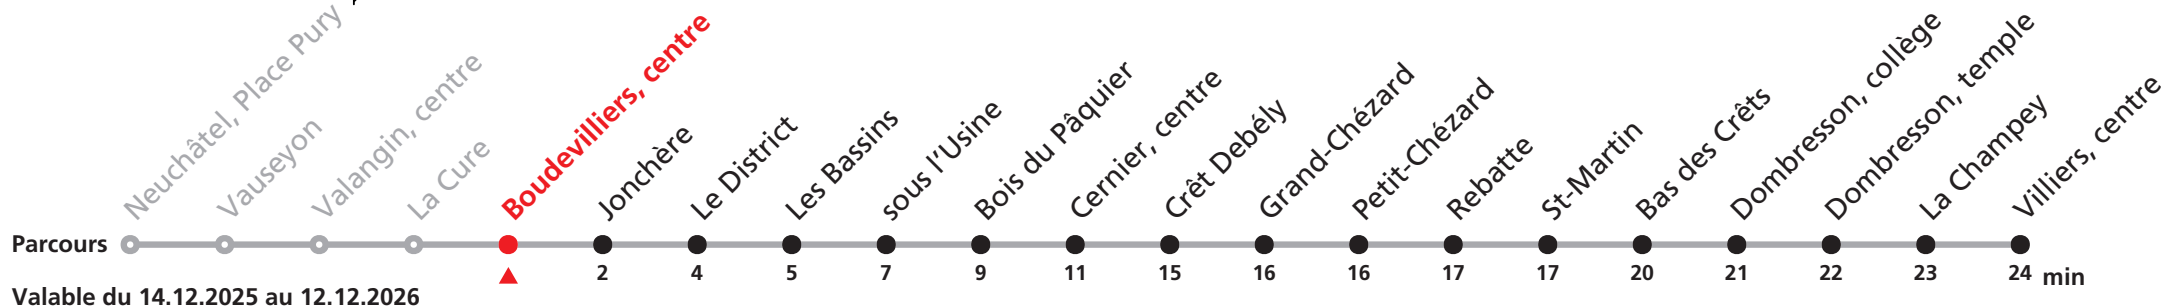 Neuchâtel, Place Pury
Vauseyon
Valangin, centre
La Cure
Boudevilliers, centre
Jonchère
Le District
Les Bassins
sous l'Usine
Bois du Pâquier
Cernier, centre
Crêt Debély
Grand-Chézard
Petit-Chézard
Rebatte
St-Martin
Bas des Crêts
Dombresson, collège
Dombresson, temple
La Champey
Villiers, centre
Parcours
2 4 5 7 9 11 15 16 16 17 17 20 21 22 23 24 min
Valable du 14.12.2025 au 12.12.2026